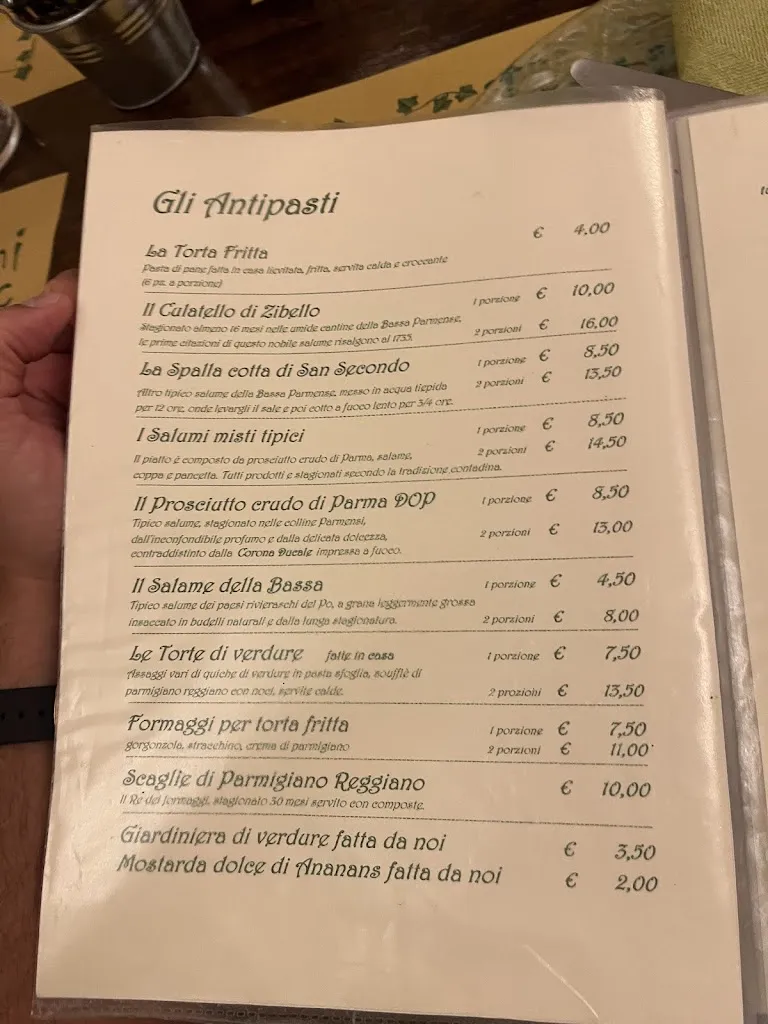 Gli Antipasti
La Torta Fritta € 4.00
Pasta di pane fatta in casa lievitata, fritta, servita calda e croccante
(6 pz. a porzione)
Il Culatello di Zibello 1 porzione € 10,00
Stagionato almeno 16 mesi nelle umide cantine della Bassa Parmense,
le prime citazioni di questo nobile salume risalgono al 1735. 2 porzioni € 16,00
La Spalla cotta di San Secondo 1 porzione € 8,50
Altro tipico salume della Bassa Parmense, messo in acqua tiepida 2 porzioni € 13,50
per 12 ore, onde levargli il sale e poi cotto a fuoco lento per 3/4 ore.
I Salumi misti tipici 1 porzione € 8,50
Il piatto è composto da prosciutto crudo di Parma, salame, 2 porzioni € 14,50
coppa e pancetta. Tutti prodotti e stagionati secondo la tradizione contadina.
Il Prosciutto crudo di Parma DOP 1 porzione € 8,50
Tipico salume, stagionato nelle colline Parmensi,
dall'inconfondibile profumo e dalla delicata dolcezza, 2 porzioni € 13,00
contraddistinto dalla Corona Ducale impressa a fuoco.
Il Salame della Bassa 1 porzione € 4,50
Tipico salume dei paesi rivieraschi del Po, a grana leggermente grossa
insaccato in budelli naturali e dalla lunga stagionatura. 2 porzioni € 8,00
Le Torte di verdure fatte in casa 1 porzione € 7,50
Assaggi vari di quiche di verdure in pasta sfoglia, soufflè di
parmigiano reggiano con noci, servite calde. 2 prozioni € 13,50
Formaggi per torta fritta 1 porzione € 7,50
gorgonzola, stracchino, crema di parmigiano 2 porzioni € 11,00
Scaglie di Parmigiano Reggiano € 10,00
Il Re dei formaggi, stagionato 30 mesi servito con composte.
Giardiniera di verdure fatta da noi € 3,50
Mostarda dolce di Ananans fatta da noi € 2,00